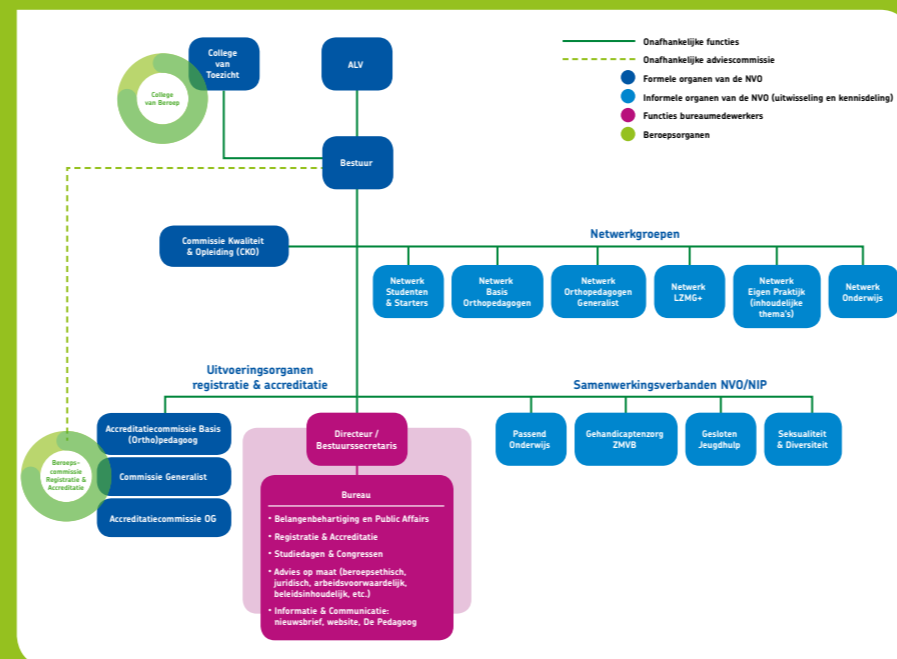 College
van
Toezicht
ALV
College
van Beroep
Bestuur
Onafhankelijke functies
Onafhankelijke adviescommissie
Formele organen van de NVO
Informele organen van de NVO (uitwisseling en kennisdeling)
Functies bureaumedewerkers
Beroepsorganen
Commissie Kwaliteit
& Opleiding (CKO)
Netwerkgroepen
Netwerk
Studenten
& Starters
Netwerk
Basis
Orthopedagogen
Netwerk
Orthopedagogen
Generalist
Netwerk
LZMG+
Netwerk
Eigen Praktijk
(inhoudelijke
thema's)
Netwerk
Onderwijs
Uitvoeringsorganen
registratie & accreditatie
Samenwerkingsverbanden NVO/NIP
Accreditatiecommissie Basis
(Ortho)pedagoog
Commissie Generalist
Accreditatiecommissie OG
Beroeps-
commissie
Registratie &
Accreditatie
Directeur /
Bestuurssecretaris
Bureau
• Belangenbehartiging en Public Affairs
• Registratie & Accreditatie
• Studiedagen & Congressen
• Advies op maat (beroepsethisch,
juridisch, arbeidsvoorwaardelijk,
beleidsinhoudelijk, etc.)
• Informatie & Communicatie:
nieuwsbrief, website, De Pedagoog
Passend
Onderwijs
Gehandicaptenzorg
ZMVB
Gesloten
Jeugdhulp
Seksualiteit
& Diversiteit